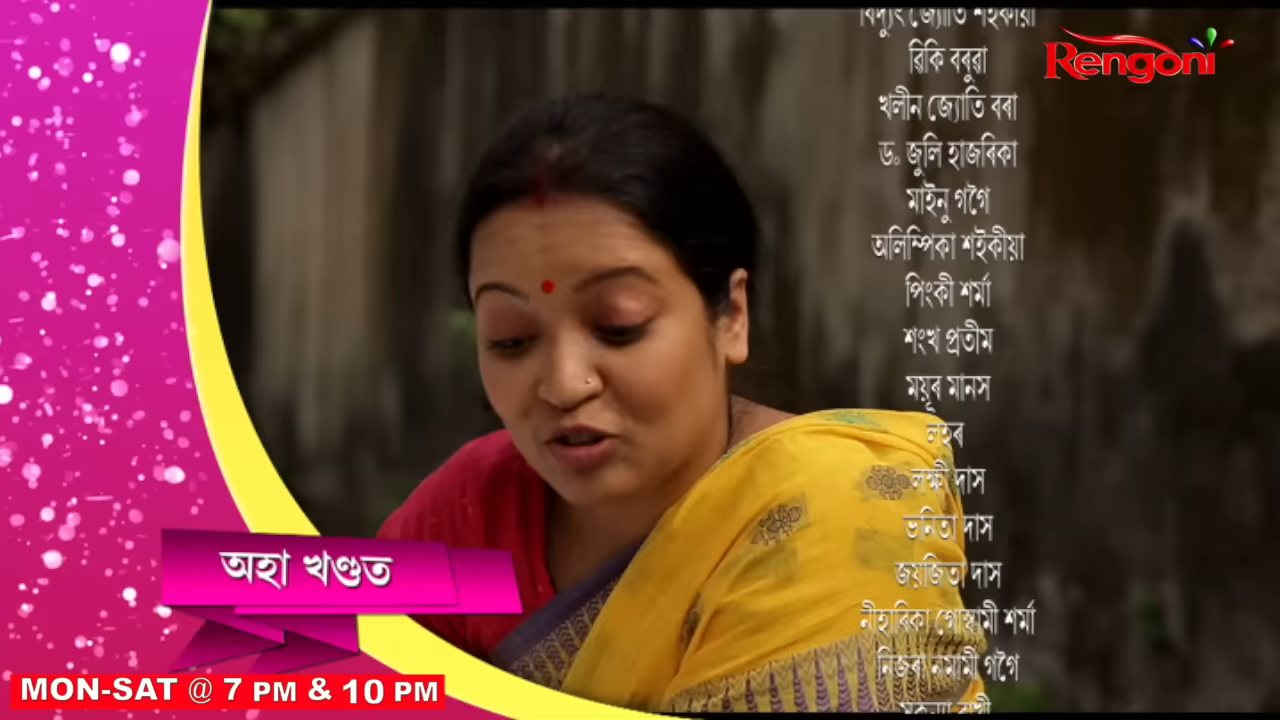 Rengoni
বিদ্যুৎ জ্যোতি শইকীয়া
ৱিকি বৰুৱা
খলীন জ্যোতি বৰা
ড॰ জুলি হাজৰিকা
মাইনু গগৈ
অলিম্পিকা শইকীয়া
পিংকী শৰ্মা
শংখ প্ৰতীম
ময়ূৰ মানস
লহৰ
লক্ষী দাস
ভনিতা দাস
জয়জিতা দাস
নীহাৰিকা গোস্বামী শৰ্মা
নিজৰা নমামী গগৈ
অহা খণ্ডত
MON-SAT @ 7 PM & 10 PM